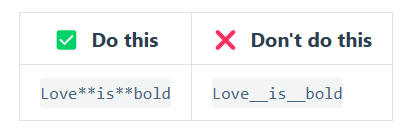 ✅ Do this ❌ Don't do this
Love**is**bold Love__is__bold